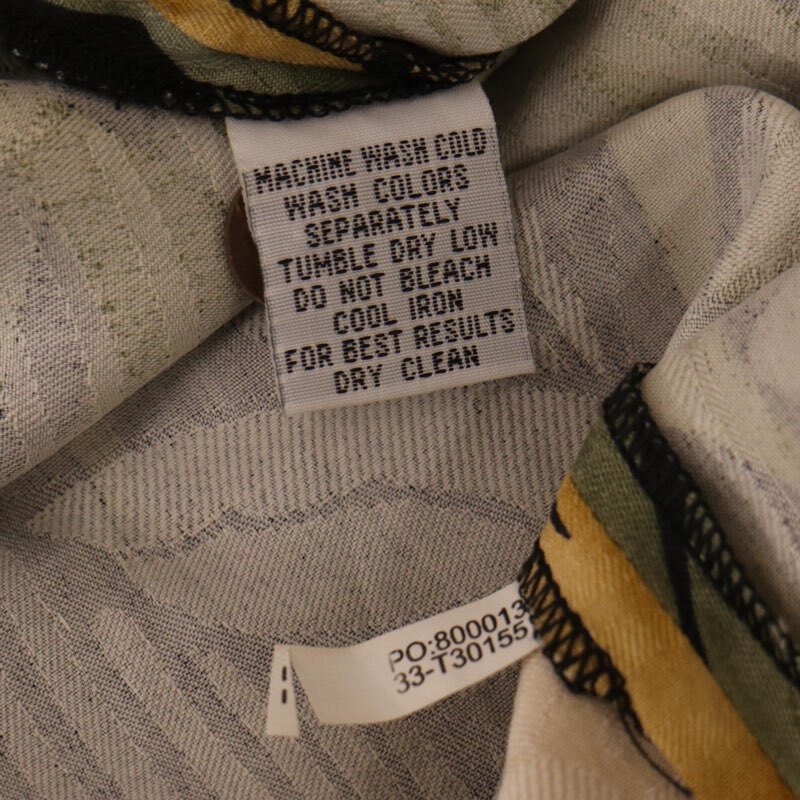 MACHINE WASH COLD
WASH COLORS
SEPARATELY
TUMBLE DRY LOW
DO NOT BLEACH
COOL IRON
FOR BEST RESULTS
DRY CLEAN
PO:800013
33-T30155